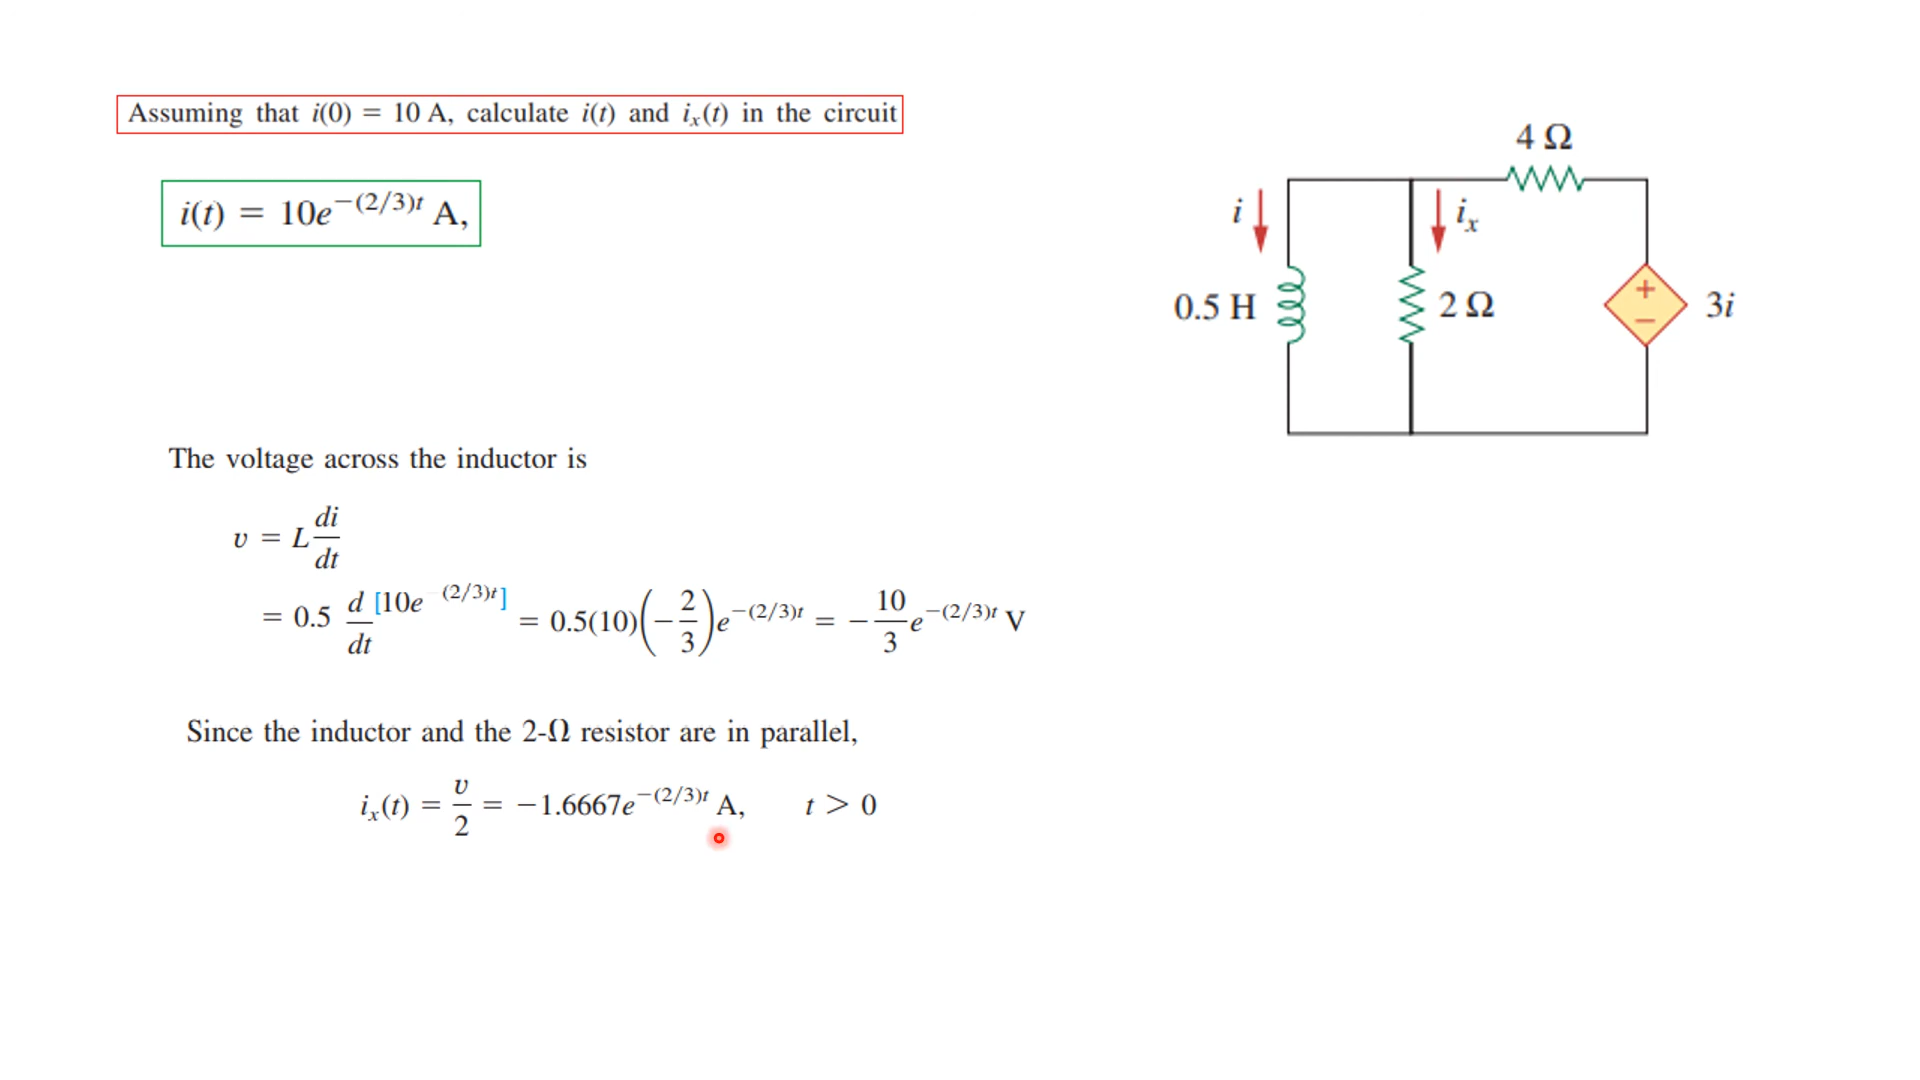 Assuming that i(0) = 10 A, calculate i(t) and iₓ(t) in the circuit
i(t) = 10e^−(2/3)t A,
4 Ω
i
iₓ
0.5 H
2 Ω
+
−
3i
The voltage across the inductor is
v = L di/dt
= 0.5 d/dt [10e (2/3)t] = 0.5(10)(−2/3)e^−(2/3)t = −10/3 e^−(2/3)t V
Since the inductor and the 2-Ω resistor are in parallel,
iₓ(t) = v/2 = −1.6667e^−(2/3)t A, t > 0